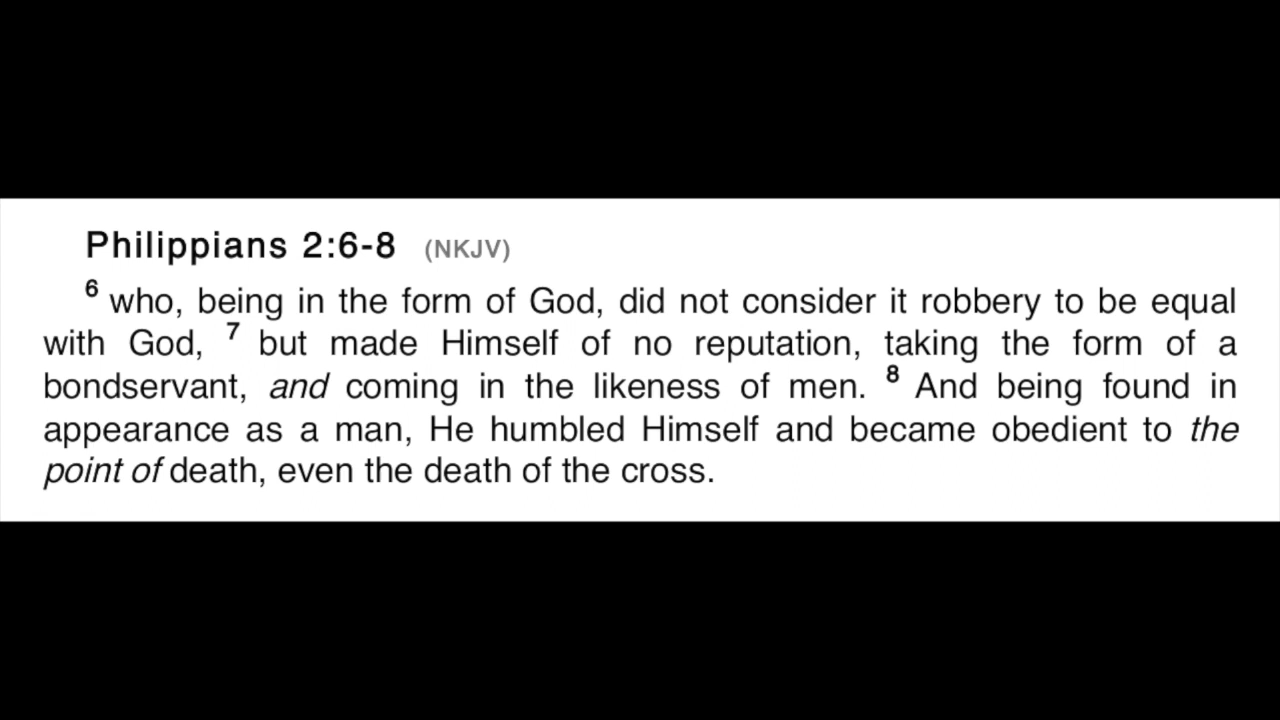 Philippians 2:6-8 (NKJV)
6 who, being in the form of God, did not consider it robbery to be equal
with God, 7 but made Himself of no reputation, taking the form of a
bondservant, and coming in the likeness of men. 8 And being found in
appearance as a man, He humbled Himself and became obedient to the
point of death, even the death of the cross.